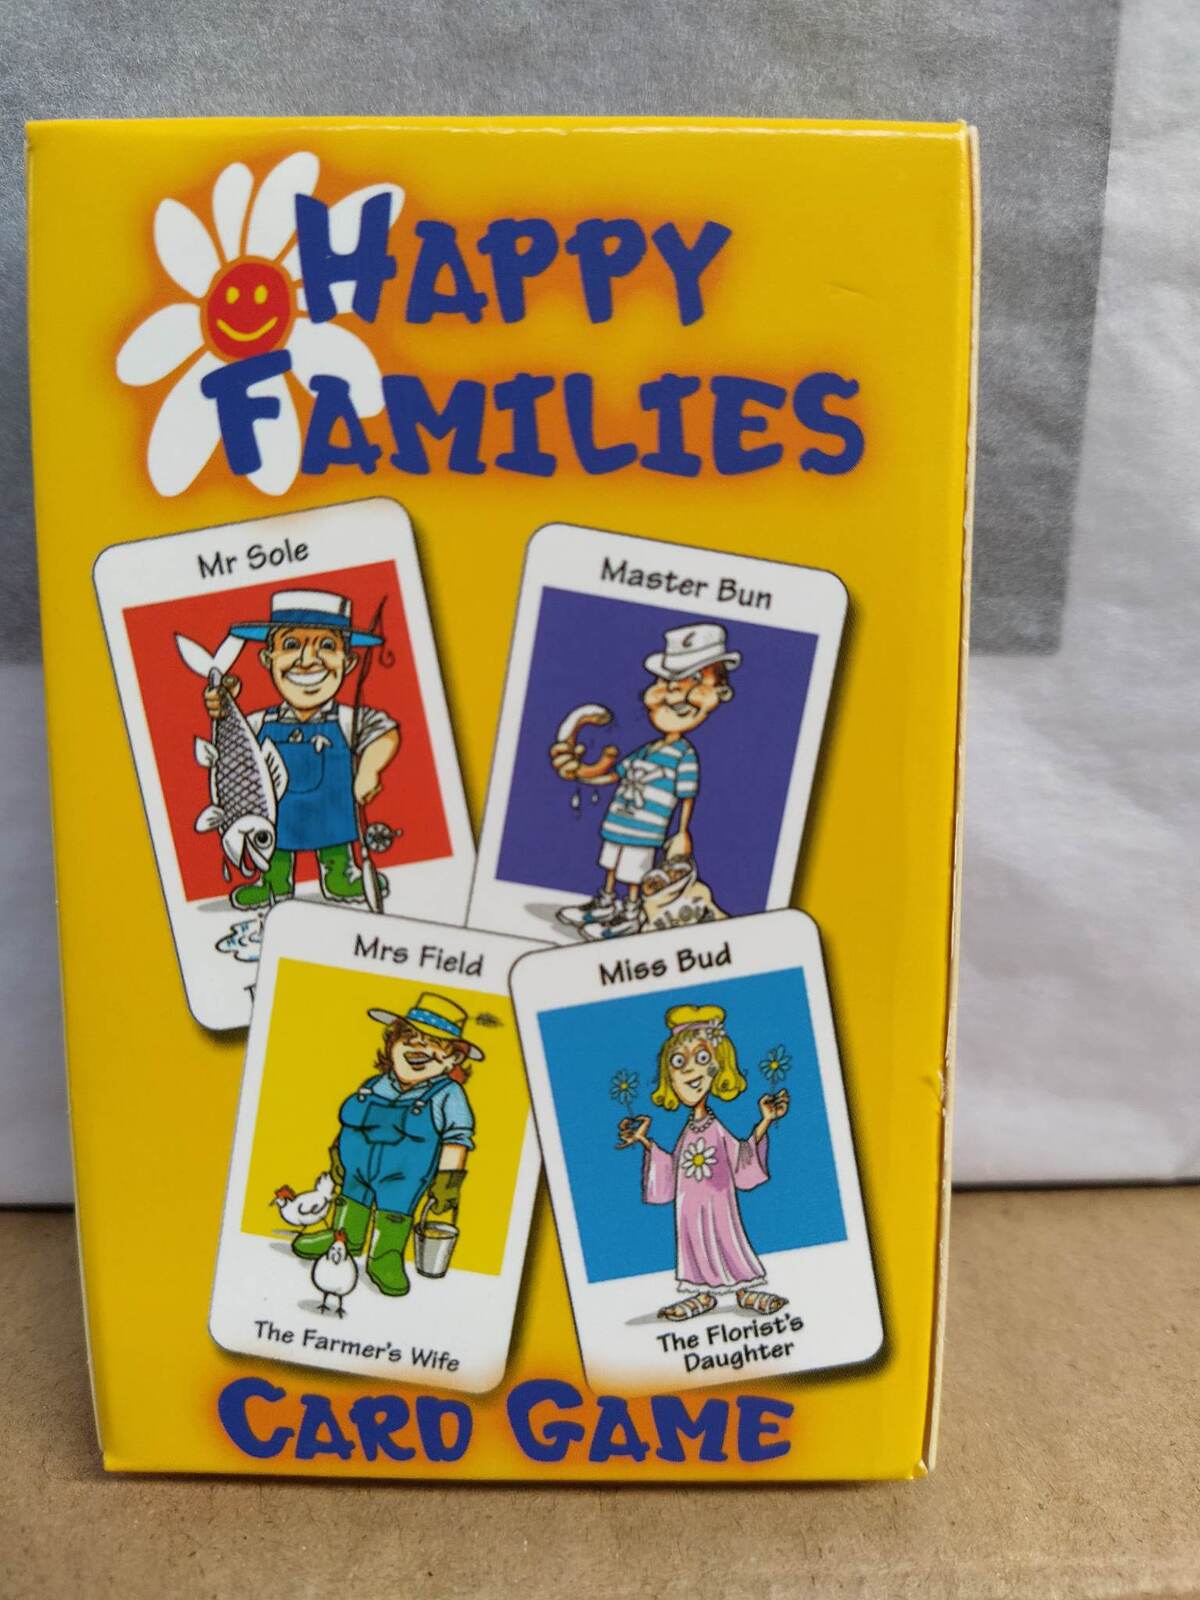 Happy
Families
Mr Sole
Master Bun
Mrs Field
Miss Bud
The Farmer's Wife
The Florist's
Daughter
Card Game